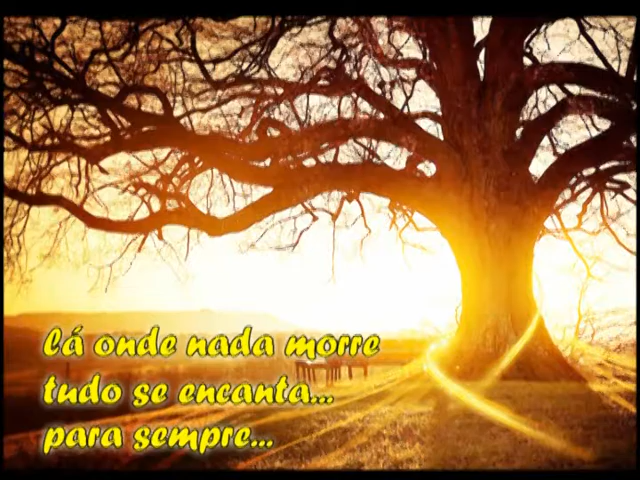 Lá onde nada morre
tudo se encanta...
para sempre...